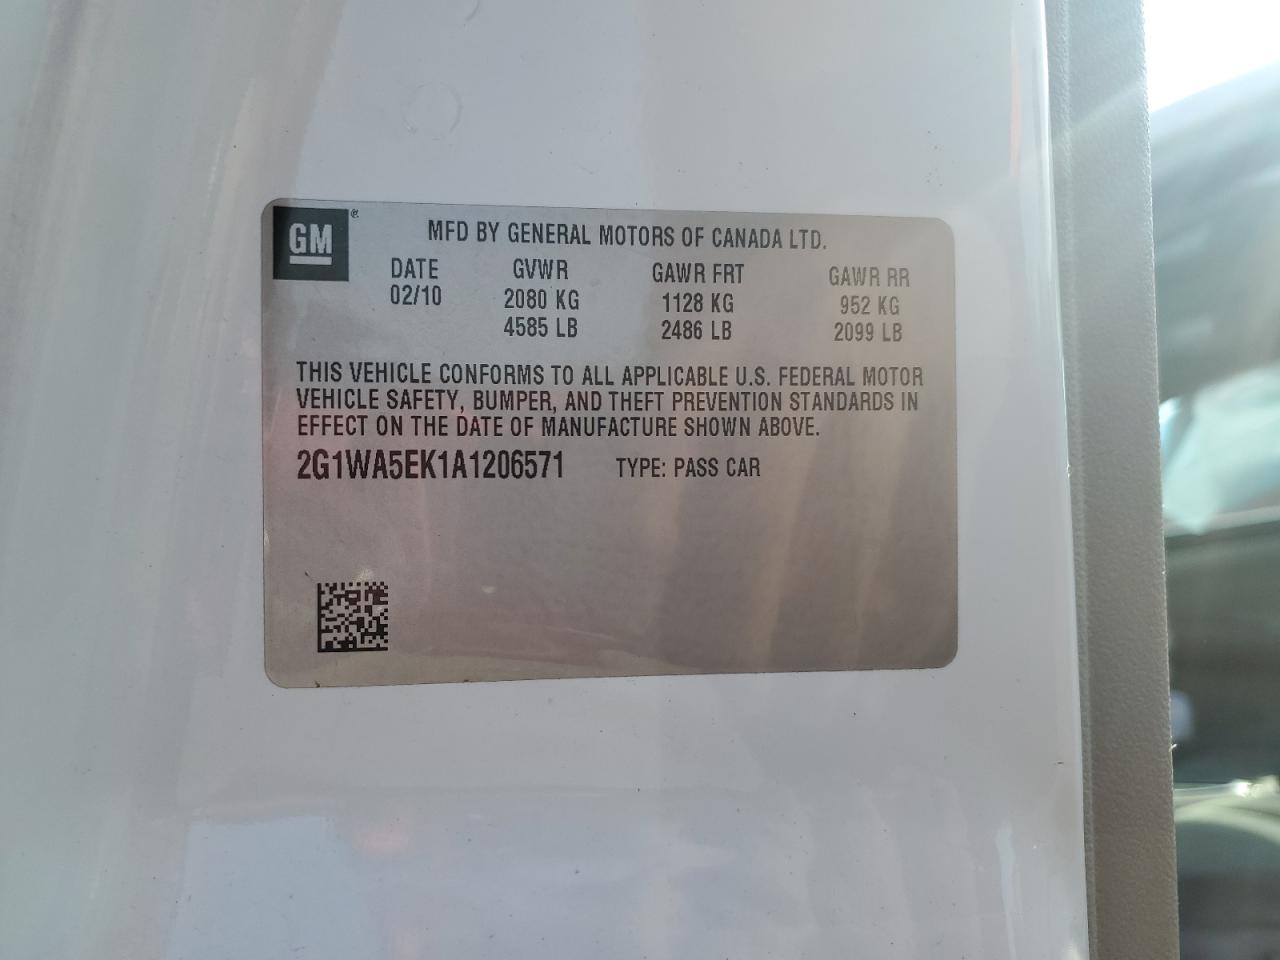 GM
MFD BY GENERAL MOTORS OF CANADA LTD.
DATE GVWR GAWR FRT GAWR RR
02/10 2080 KG 1128 KG 952 KG
4585 LB 2486 LB 2099 LB
THIS VEHICLE CONFORMS TO ALL APPLICABLE U.S. FEDERAL MOTOR
VEHICLE SAFETY, BUMPER, AND THEFT PREVENTION STANDARDS IN
EFFECT ON THE DATE OF MANUFACTURE SHOWN ABOVE.
2G1WA5EK1A1206571 TYPE: PASS CAR